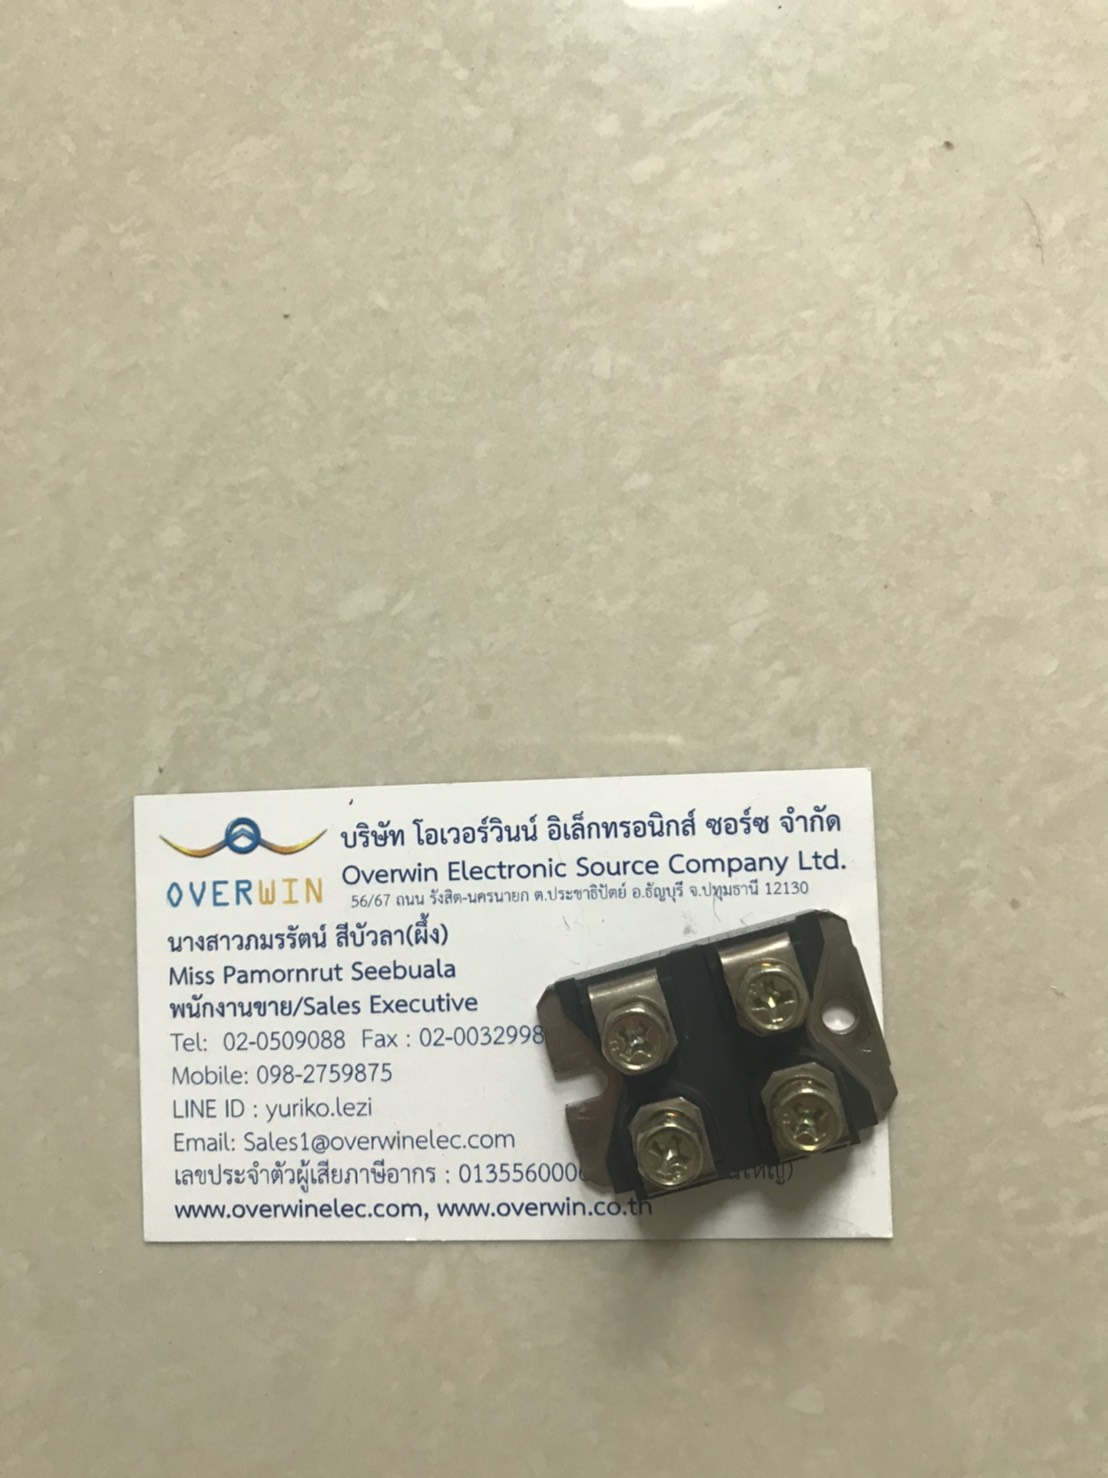 บริษัท โอเวอร์วินน์ อิเล็กทรอนิกส์ ซอร์ซ จำกัด
Overwin Electronic Source Company Ltd.
OVERWIN
56/67 ถนน รังสิต-นครนายก ต.ประชาธิปัตย์ อ.ธัญบุรี จ.ปทุมธานี 12130
นางสาวภมรรัตน์ สีบัวลา(ผึ้ง)
Miss Pamornrut Seebuala
พนักงานขาย/Sales Executive
Tel: 02-0509088 Fax : 02-0032998
Mobile: 098-2759875
LINE ID : yuriko.lezi
Email: Sales1@overwinelec.com
เลขประจำตัวผู้เสียภาษีอากร : 013556000
www.overwinelec.com, www.overwin.co.th